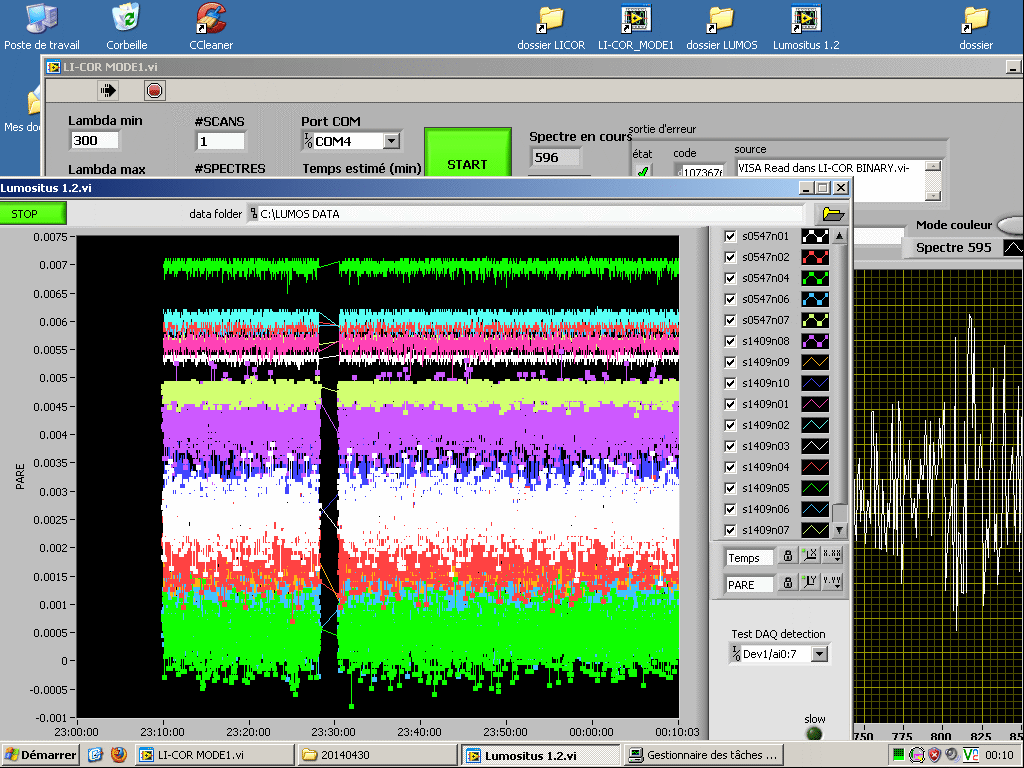 Poste de travail
Corbeille
CCleaner
dossier LICOR
LI-COR_MODE1
dossier LUMOS
Lumositus 1.2
dossier
LI-COR MODE1.vi
Lambda min
300
#SCANS
1
Port COM
COM4
START
Spectre en cours
596
sortie d'erreur
état
code
source
VISA Read dans LI-COR BINARY.vi-
Lambda max
#SPECTRES
Temps estimé (min)
Lumositus 1.2.vi
STOP
data folder
C:\LUMOS DATA
Mode couleur
Spectre 595
PARE
0.0075
0.007
0.0065
0.006
0.0055
0.005
0.0045
0.004
0.0035
0.003
0.0025
0.002
0.0015
0.001
0.0005
0
-0.0005
-0.001
23:00:00
23:10:00
23:20:00
23:30:00
23:40:00
23:50:00
00:00:00
00:10:03
s0547n01
s0547n02
s0547n04
s0547n06
s0547n07
s1409n08
s1409n09
s1409n10
s1409n01
s1409n02
s1409n03
s1409n04
s1409n05
s1409n06
s1409n07
Temps
X
X.XX
PARE
Y
Y.YY
Test DAQ detection
Dev1/ai0:7
slow
750
775
800
825
Démarrer
LI-COR MODE1.vi
20140430
Lumositus 1.2.vi
Gestionnaire des tâches ...
00:10